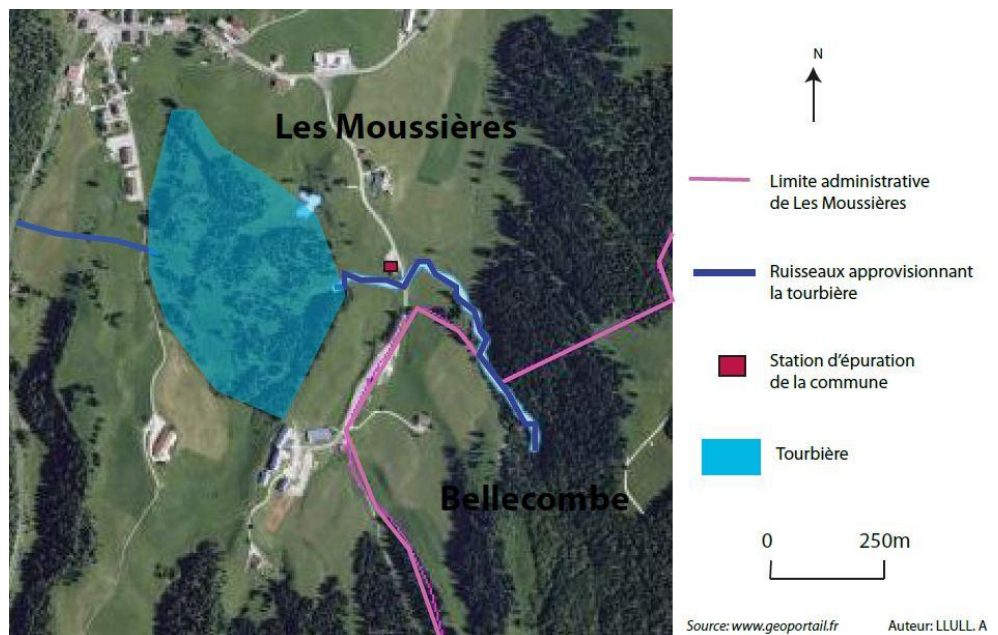 Les Moussières
Bellecombe
N
Limite administrative
de Les Moussières
Ruisseaux approvisionnant
la tourbière
Station d'épuration
de la commune
Tourbière
0 250m
Source: www.geoportail.fr Auteur: LLULL. A